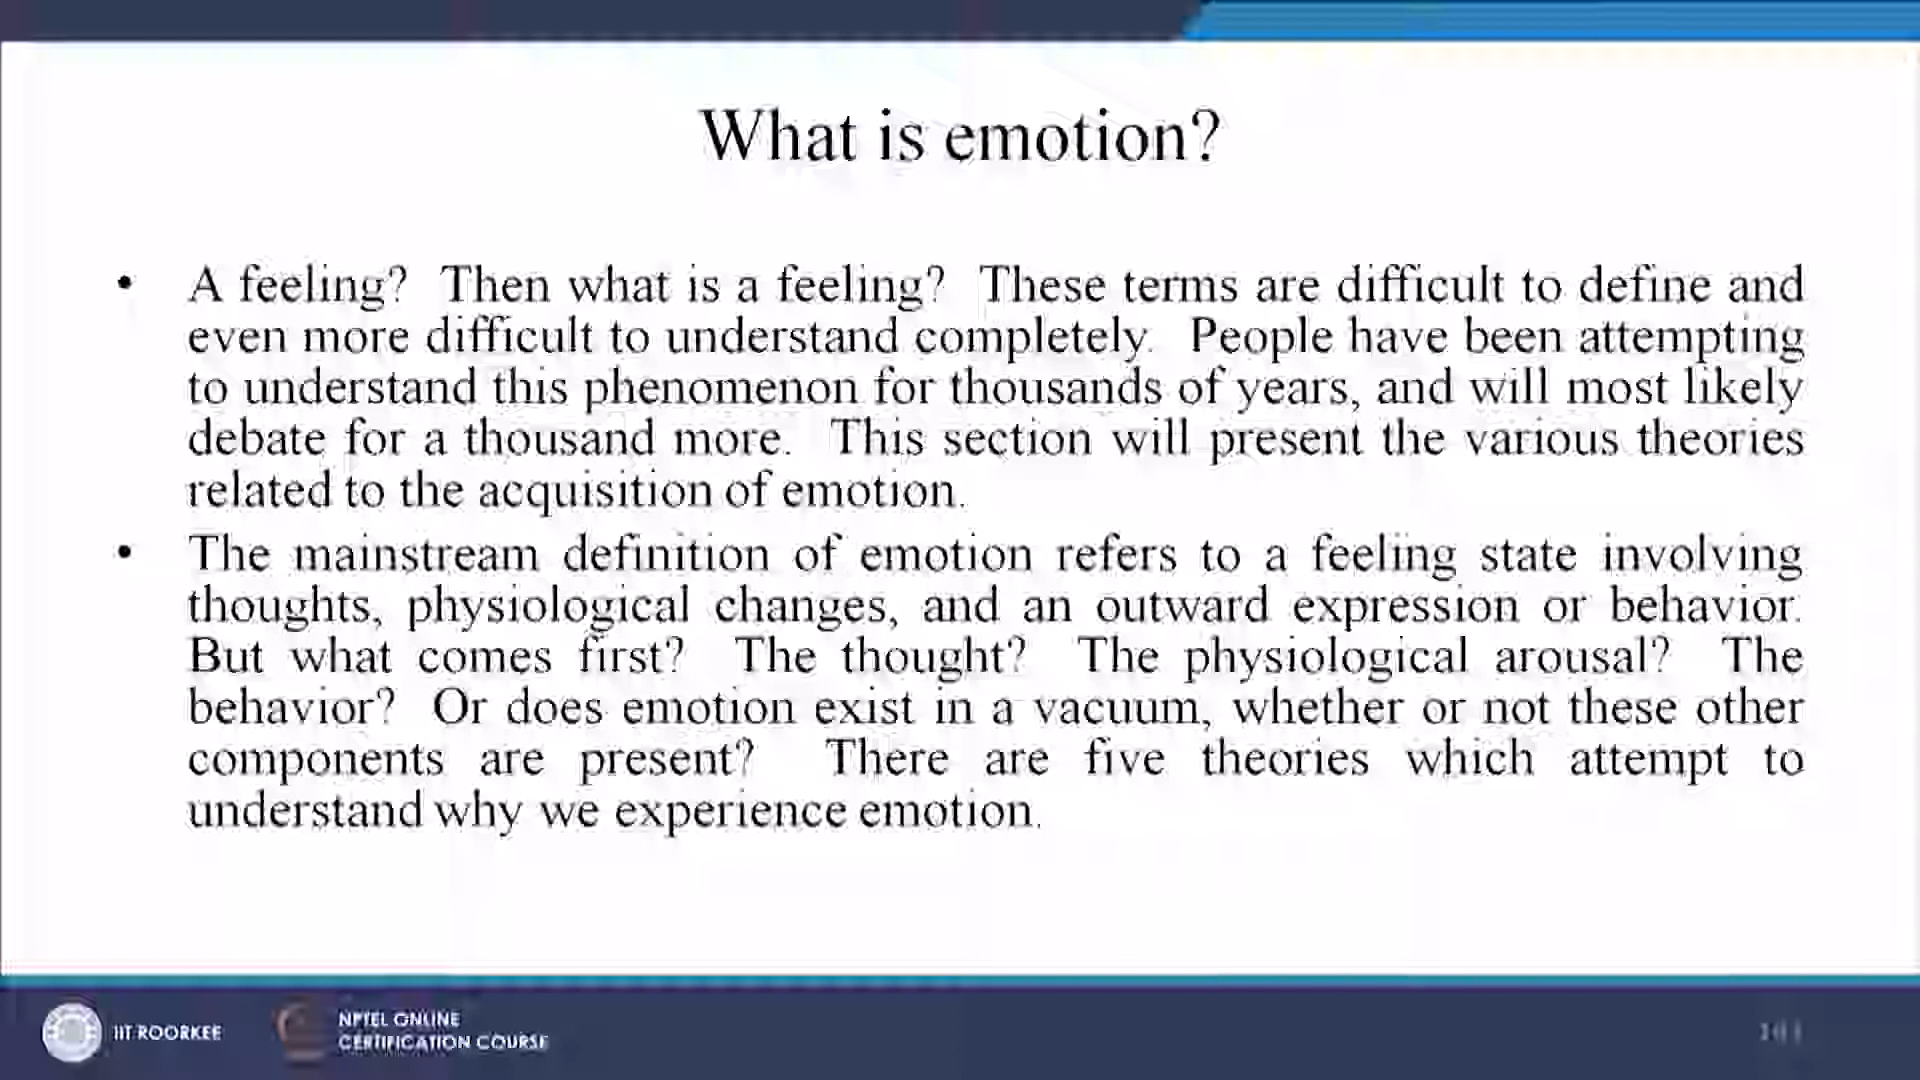 What is emotion?
• A feeling? Then what is a feeling? These terms are difficult to define and
even more difficult to understand completely. People have been attempting
to understand this phenomenon for thousands of years, and will most likely
debate for a thousand more. This section will present the various theories
related to the acquisition of emotion.
• The mainstream definition of emotion refers to a feeling state involving
thoughts, physiological changes, and an outward expression or behavior.
But what comes first? The thought? The physiological arousal? The
behavior? Or does emotion exist in a vacuum, whether or not these other
components are present? There are five theories which attempt to
understand why we experience emotion.
IIT ROORKEE
NPTEL ONLINE
CERTIFICATION COURSE